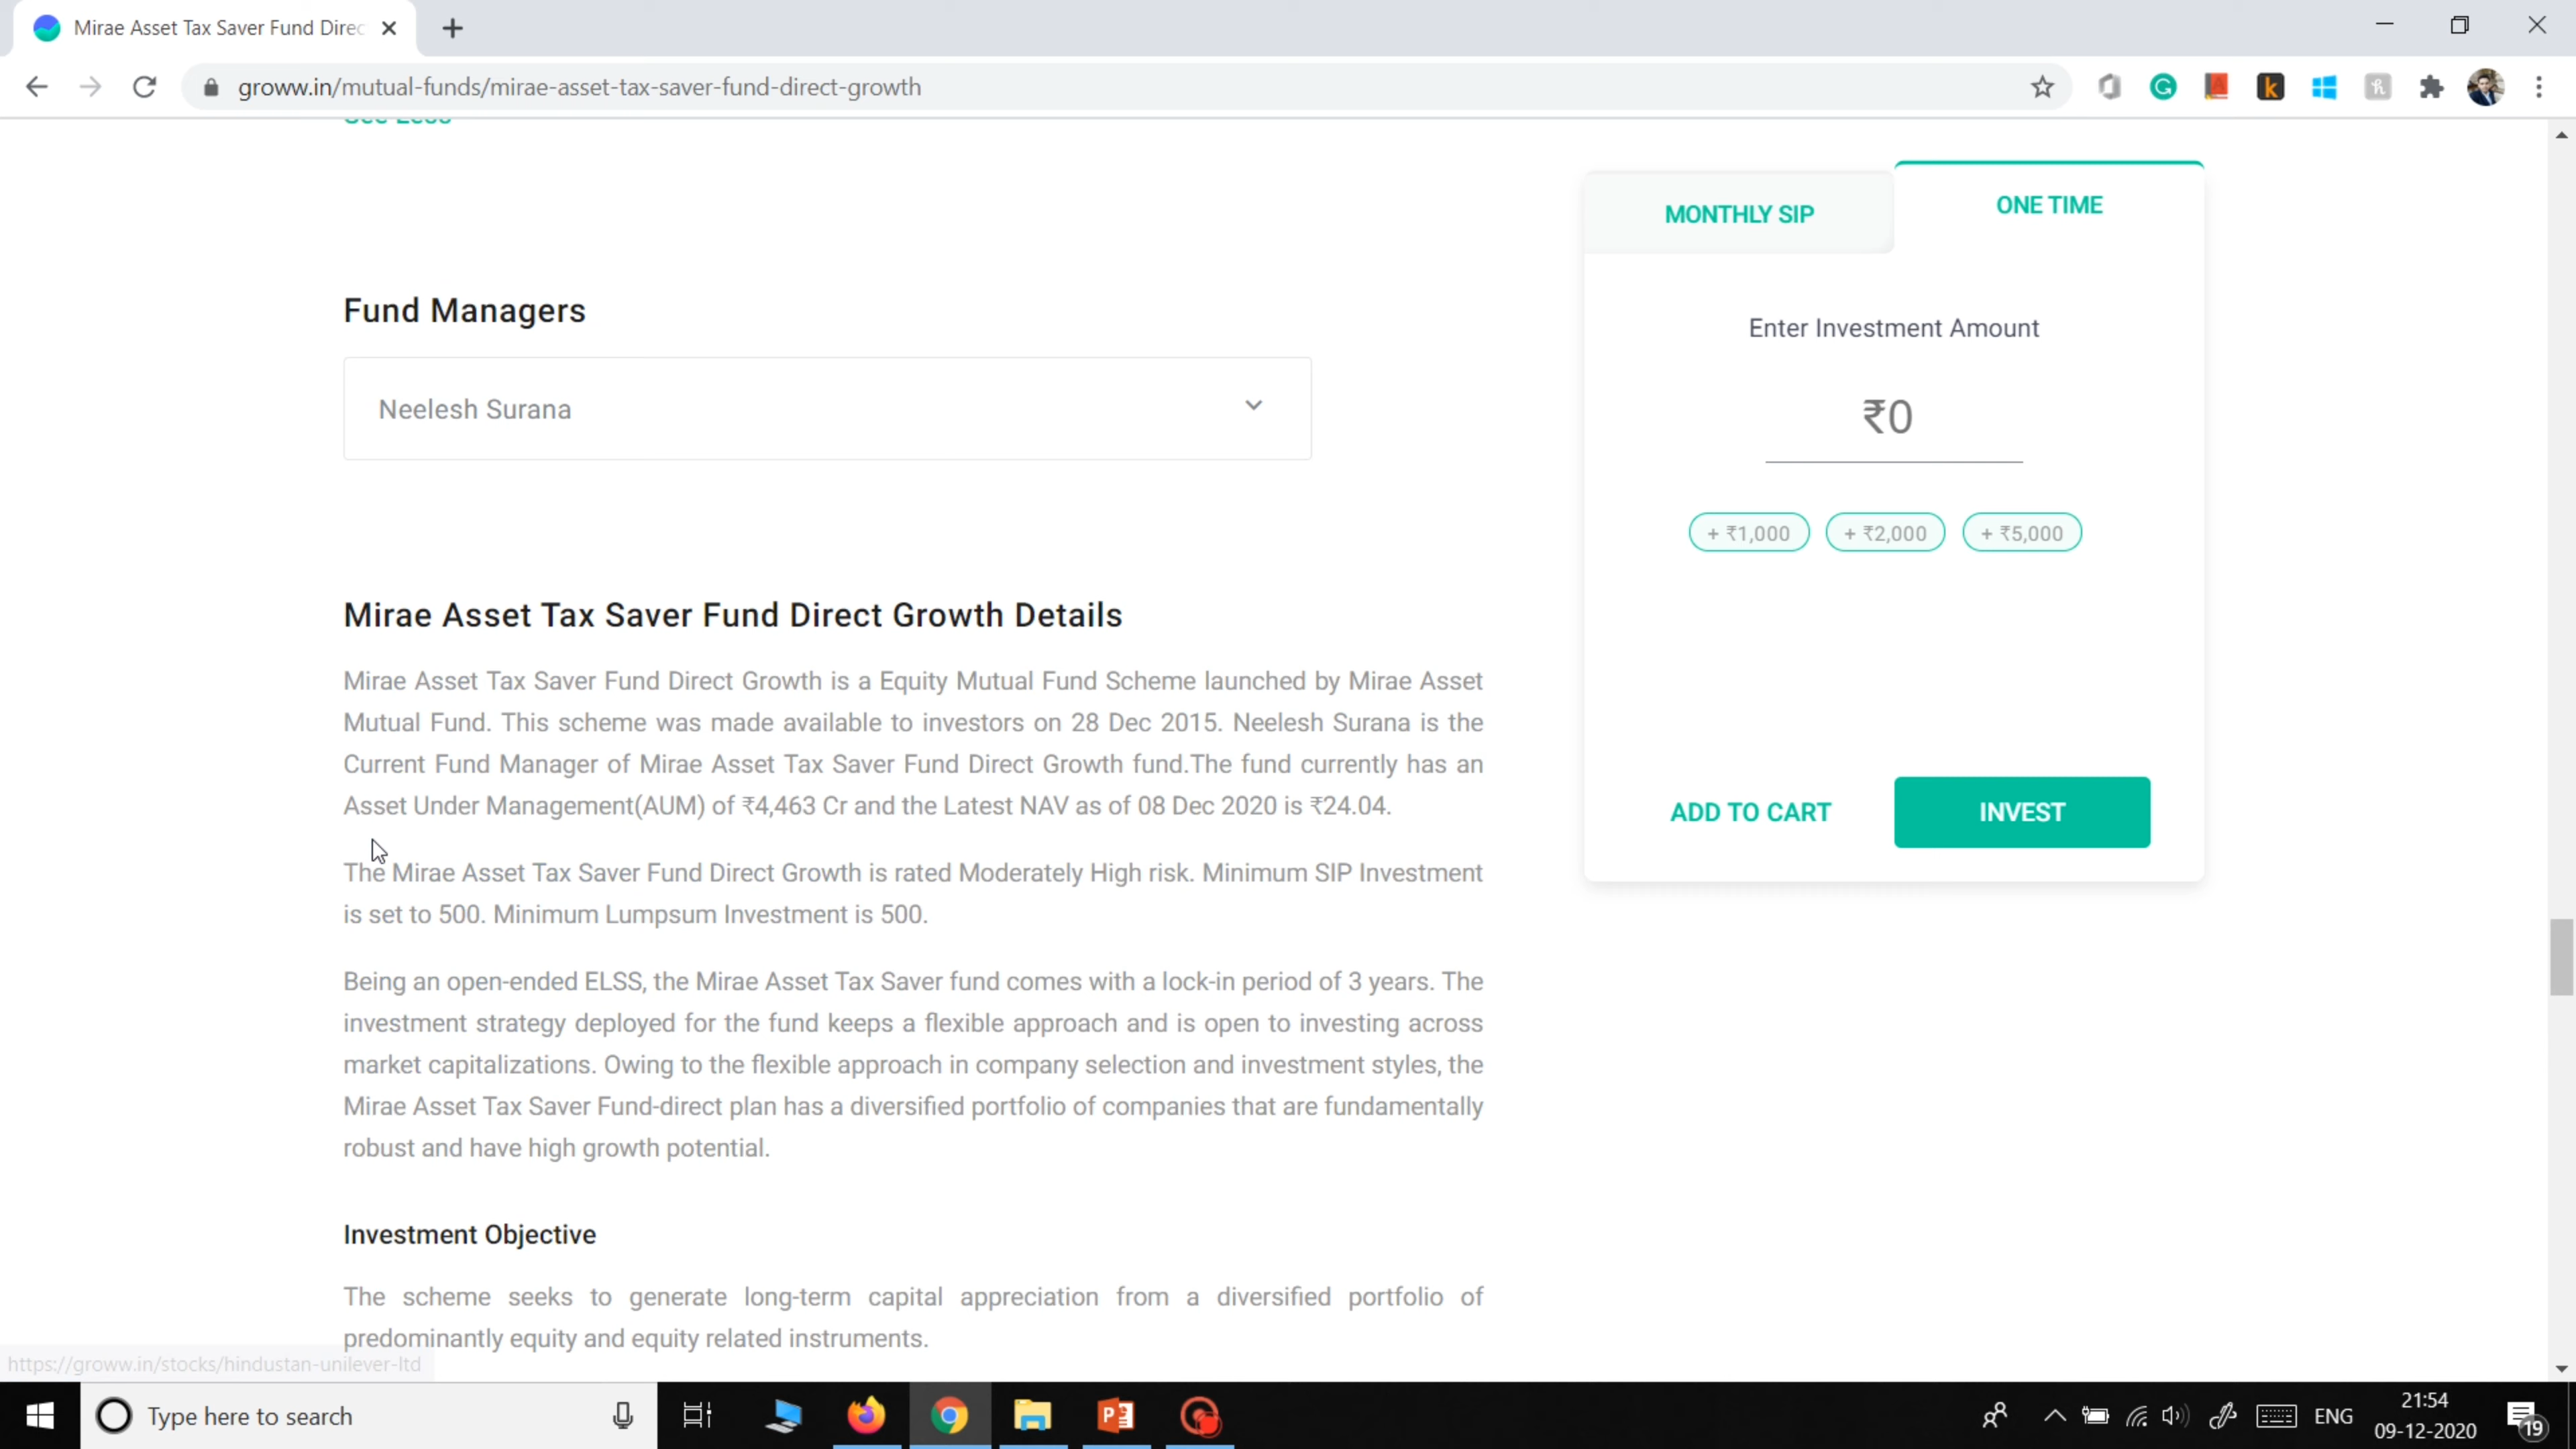 Mirae Asset Tax Saver Fund Direc
groww.in/mutual-funds/mirae-asset-tax-saver-fund-direct-growth
See Less
MONTHLY SIP
ONE TIME
Enter Investment Amount
₹0
+ ₹1,000
+ ₹2,000
+ ₹5,000
ADD TO CART
INVEST
Fund Managers
Neelesh Surana
Mirae Asset Tax Saver Fund Direct Growth Details
Mirae Asset Tax Saver Fund Direct Growth is a Equity Mutual Fund Scheme launched by Mirae Asset
Mutual Fund. This scheme was made available to investors on 28 Dec 2015. Neelesh Surana is the
Current Fund Manager of Mirae Asset Tax Saver Fund Direct Growth fund.The fund currently has an
Asset Under Management(AUM) of ₹4,463 Cr and the Latest NAV as of 08 Dec 2020 is ₹24.04.
The Mirae Asset Tax Saver Fund Direct Growth is rated Moderately High risk. Minimum SIP Investment
is set to 500. Minimum Lumpsum Investment is 500.
Being an open-ended ELSS, the Mirae Asset Tax Saver fund comes with a lock-in period of 3 years. The
investment strategy deployed for the fund keeps a flexible approach and is open to investing across
market capitalizations. Owing to the flexible approach in company selection and investment styles, the
Mirae Asset Tax Saver Fund-direct plan has a diversified portfolio of companies that are fundamentally
robust and have high growth potential.
Investment Objective
The scheme seeks to generate long-term capital appreciation from a diversified portfolio of
predominantly equity and equity related instruments.
https://groww.in/stocks/hindustan-unilever-ltd
Type here to search
ENG
21:54
09-12-2020
19